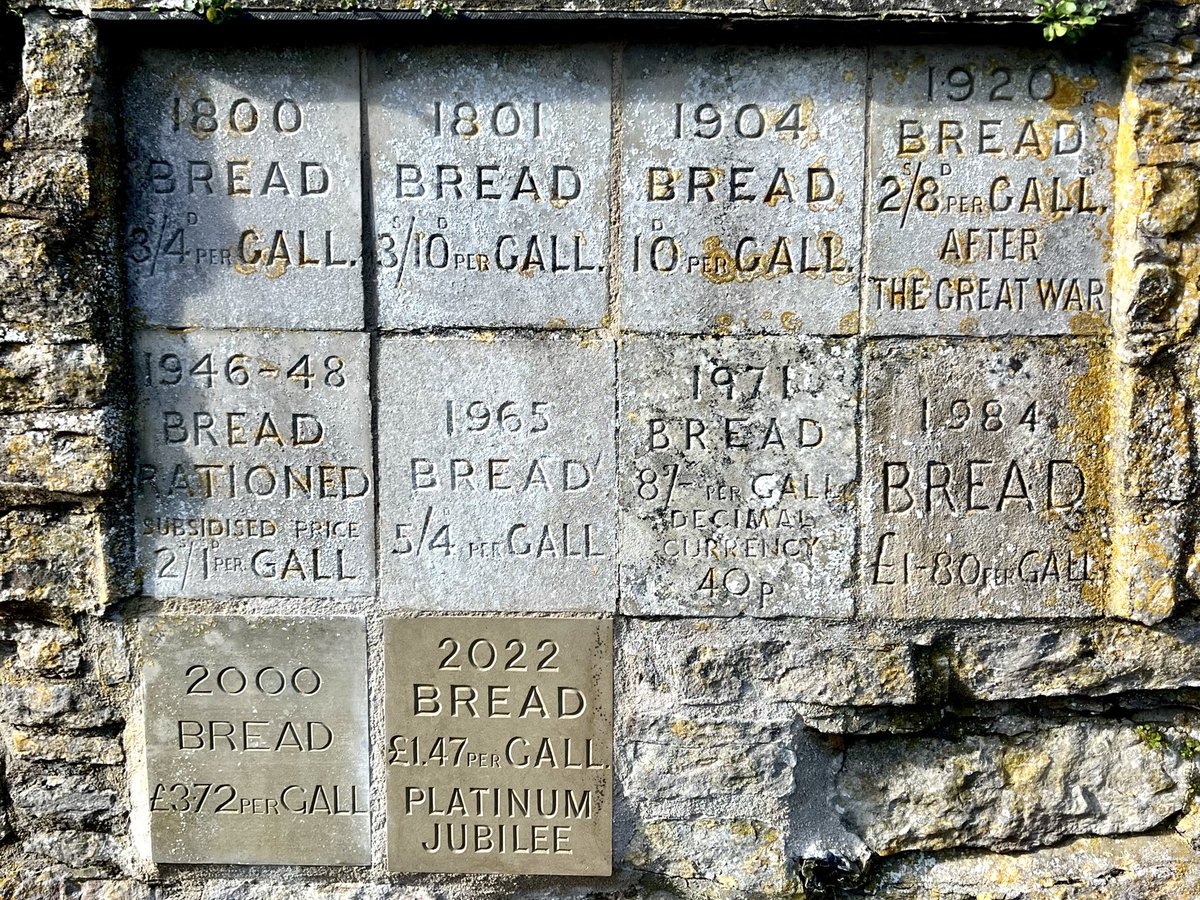 1800
BREAD
S D
3/4 PER GALL.
1801
BREAD
S D
3/10 PER GALL.
1904
BREAD
D
10 PER GALL.
1920
BREAD
S D
2/8 PER GALL.
AFTER
THE GREAT WAR
1946-48
BREAD
RATIONED
SUBSIDISED PRICE
D
2/1 PER GALL
1965
BREAD
5/4 PER GALL
1971
BREAD
8/- PER GALL
DECIMAL
CURRENCY
40p
1984
BREAD
£1-80 PER GALL
2000
BREAD
£372 PER GALL
2022
BREAD
£1.47 PER GALL.
PLATINUM
JUBILEE